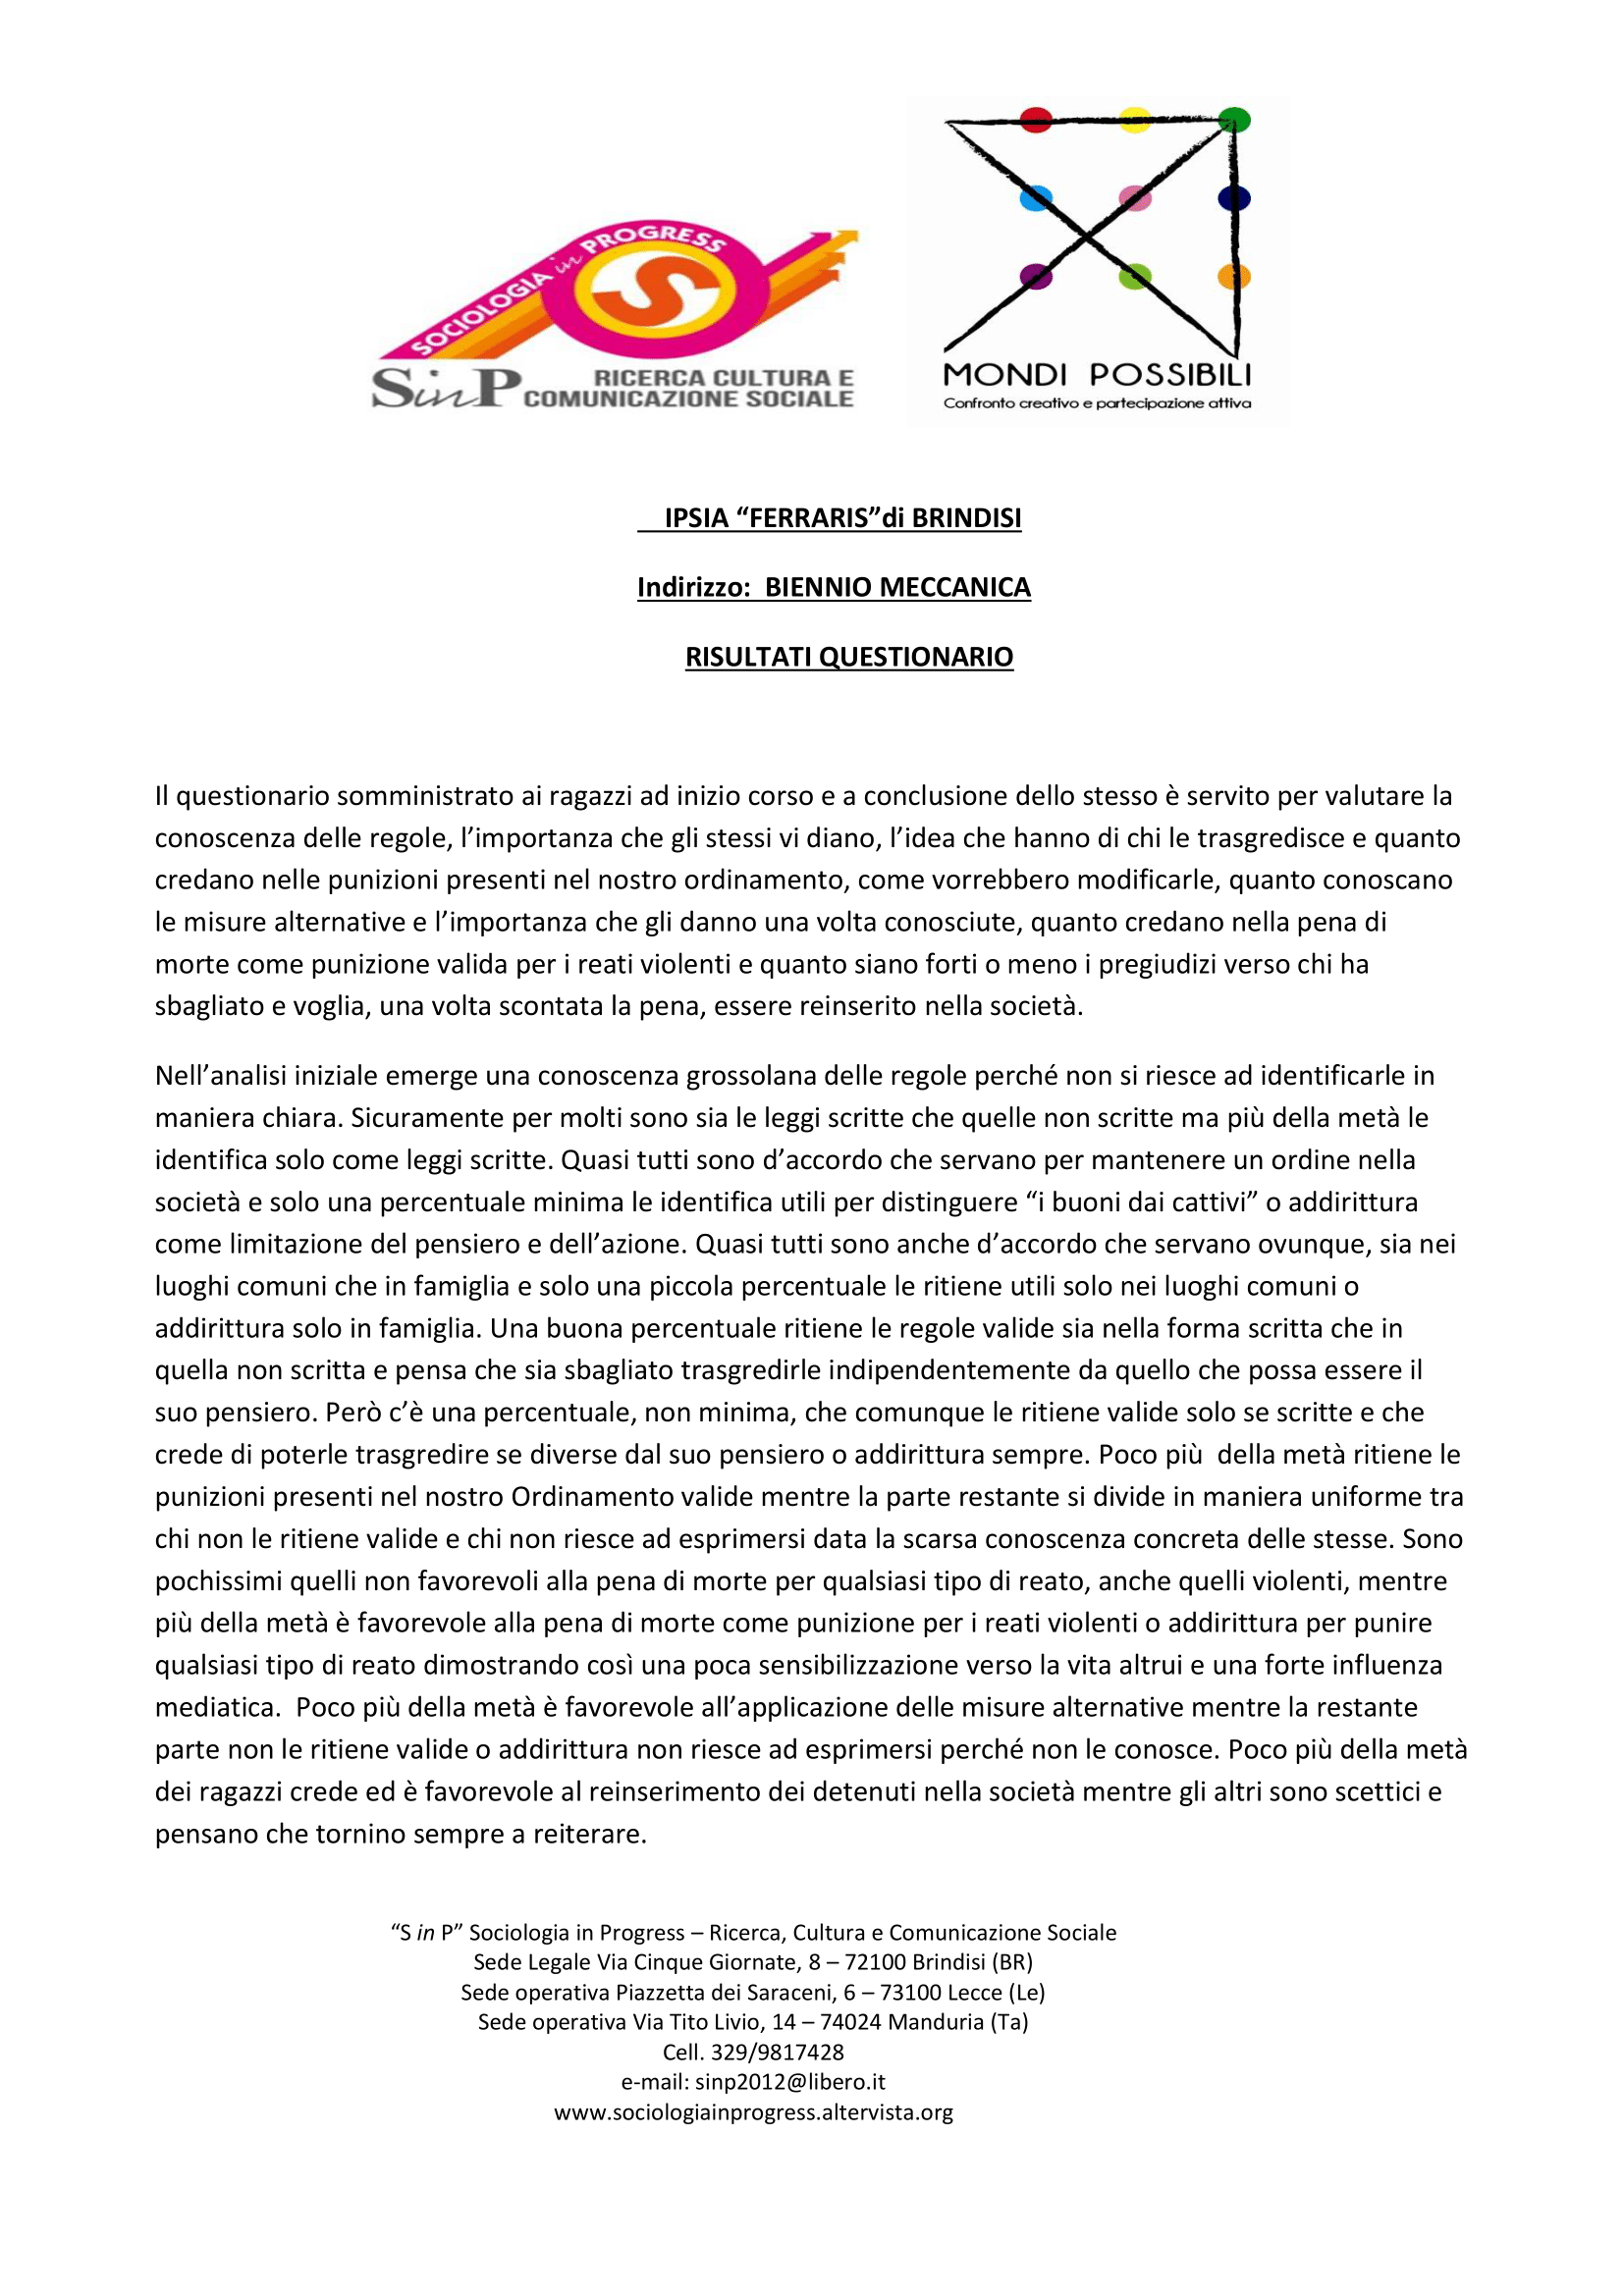 SOCIOLOGIA in PROGRESS
S
SinP RICERCA CULTURA E
COMUNICAZIONE SOCIALE
MONDI POSSIBILI
Confronto creativo e partecipazione attiva
IPSIA “FERRARIS”di BRINDISI
Indirizzo:  BIENNIO MECCANICA
RISULTATI QUESTIONARIO
Il questionario somministrato ai ragazzi ad inizio corso e a conclusione dello stesso è servito per valutare la
conoscenza delle regole, l’importanza che gli stessi vi diano, l’idea che hanno di chi le trasgredisce e quanto
credano nelle punizioni presenti nel nostro ordinamento, come vorrebbero modificarle, quanto conoscano
le misure alternative e l’importanza che gli danno una volta conosciute, quanto credano nella pena di
morte come punizione valida per i reati violenti e quanto siano forti o meno i pregiudizi verso chi ha
sbagliato e voglia, una volta scontata la pena, essere reinserito nella società.
Nell’analisi iniziale emerge una conoscenza grossolana delle regole perché non si riesce ad identificarle in
maniera chiara. Sicuramente per molti sono sia le leggi scritte che quelle non scritte ma più della metà le
identifica solo come leggi scritte. Quasi tutti sono d’accordo che servano per mantenere un ordine nella
società e solo una percentuale minima le identifica utili per distinguere “i buoni dai cattivi” o addirittura
come limitazione del pensiero e dell’azione. Quasi tutti sono anche d’accordo che servano ovunque, sia nei
luoghi comuni che in famiglia e solo una piccola percentuale le ritiene utili solo nei luoghi comuni o
addirittura solo in famiglia. Una buona percentuale ritiene le regole valide sia nella forma scritta che in
quella non scritta e pensa che sia sbagliato trasgredirle indipendentemente da quello che possa essere il
suo pensiero. Però c’è una percentuale, non minima, che comunque le ritiene valide solo se scritte e che
crede di poterle trasgredire se diverse dal suo pensiero o addirittura sempre. Poco più  della metà ritiene le
punizioni presenti nel nostro Ordinamento valide mentre la parte restante si divide in maniera uniforme tra
chi non le ritiene valide e chi non riesce ad esprimersi data la scarsa conoscenza concreta delle stesse. Sono
pochissimi quelli non favorevoli alla pena di morte per qualsiasi tipo di reato, anche quelli violenti, mentre
più della metà è favorevole alla pena di morte come punizione per i reati violenti o addirittura per punire
qualsiasi tipo di reato dimostrando così una poca sensibilizzazione verso la vita altrui e una forte influenza
mediatica.  Poco più della metà è favorevole all’applicazione delle misure alternative mentre la restante
parte non le ritiene valide o addirittura non riesce ad esprimersi perché non le conosce. Poco più della metà
dei ragazzi crede ed è favorevole al reinserimento dei detenuti nella società mentre gli altri sono scettici e
pensano che tornino sempre a reiterare.
“S in P” Sociologia in Progress – Ricerca, Cultura e Comunicazione Sociale
Sede Legale Via Cinque Giornate, 8 – 72100 Brindisi (BR)
Sede operativa Piazzetta dei Saraceni, 6 – 73100 Lecce (Le)
Sede operativa Via Tito Livio, 14 – 74024 Manduria (Ta)
Cell. 329/9817428
e-mail: sinp2012@libero.it
www.sociologiainprogress.altervista.org